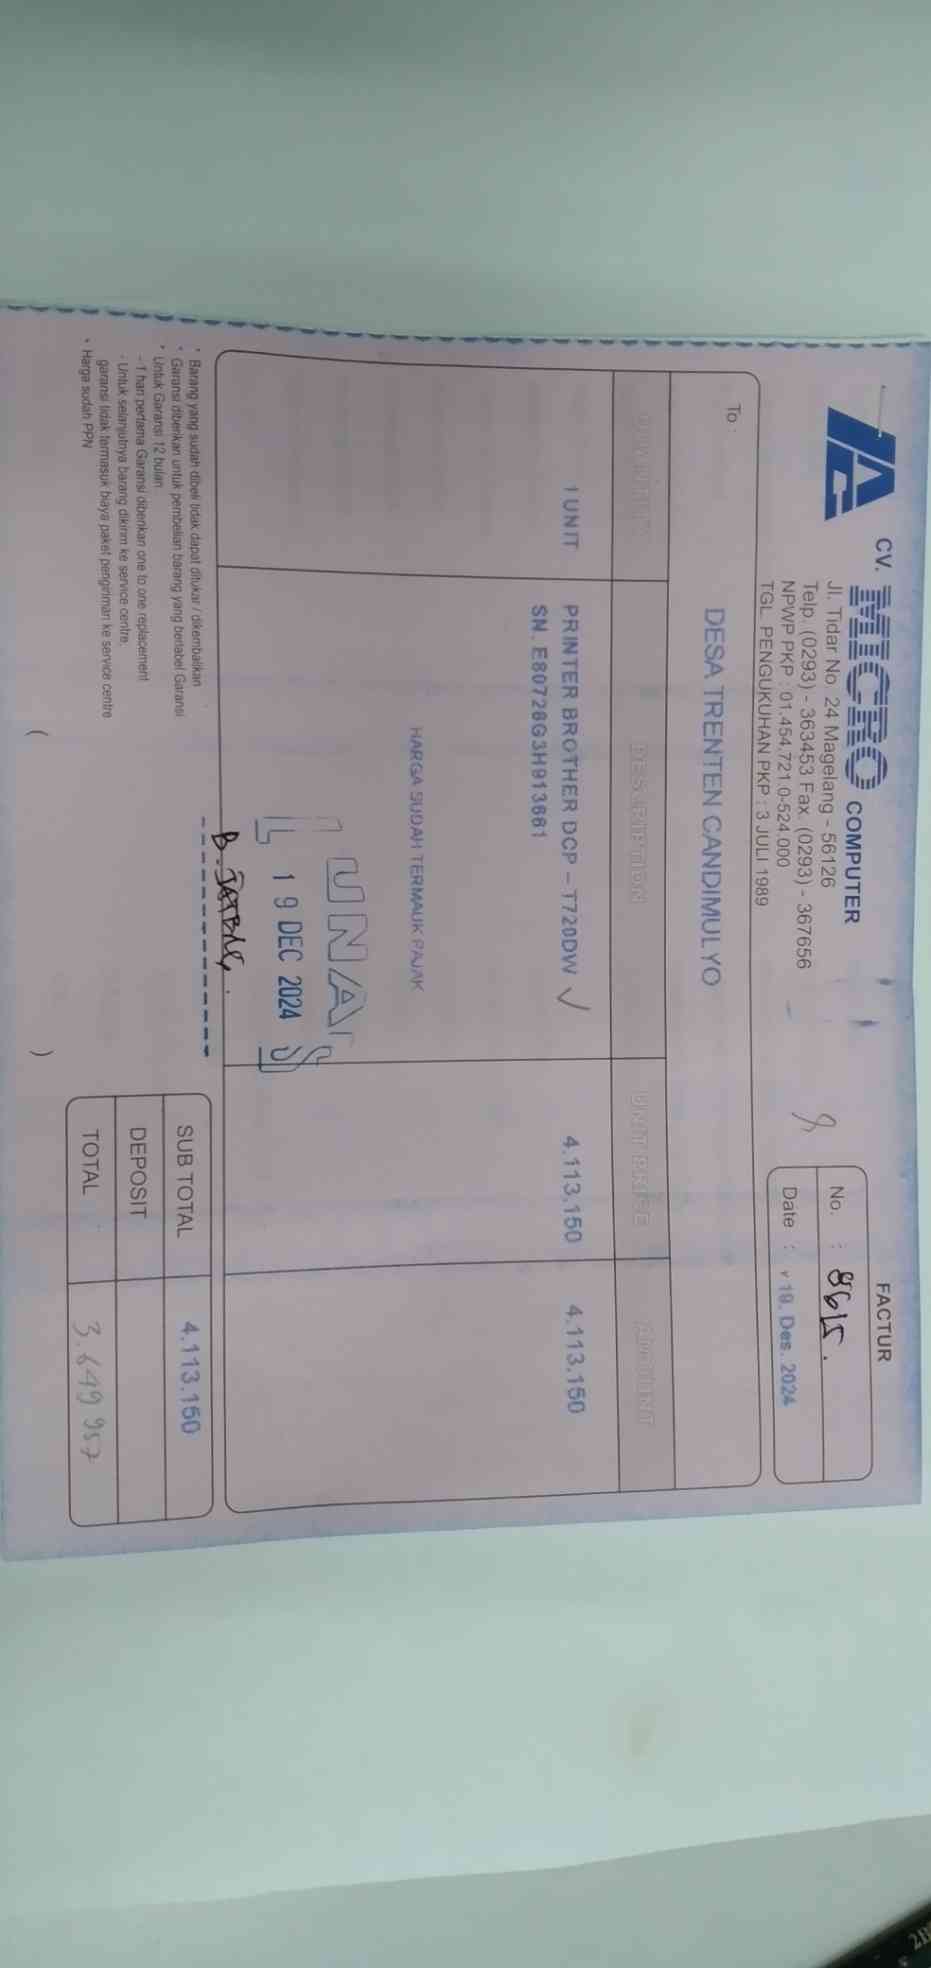 CV. MICRO COMPUTER
Jl. Tidar No. 24 Magelang - 56126
Telp. (0293) - 363453 Fax. (0293) - 367656
NPWP PKP : 01.454.721.0-524.000
TGL. PENGUKUHAN PKP : 3 JULI 1989
FACTUR
No. : 8615.
Date : 19. Des. 2024
To :
DESA TRENTEN CANDIMULYO
QUANTITY DESCRIPTION UNIT PRICE AMOUNT
1 UNIT PRINTER BROTHER DCP – T720DW 4.113.150 4.113.150
SN. E80726G3H913661
HARGA SUDAH TERMAUK PAJAK
LUNAS
19 DEC 2024
SUB TOTAL 4.113.150
DEPOSIT
TOTAL 3.649 957
* Barang yang sudah dibeli tidak dapat ditukar / dikembalikan
* Garansi diberikan untuk pembelian barang yang berlabel Garansi
* Untuk Garansi 12 bulan
- 1 hari pertama Garansi diberikan one to one replacement
- Untuk selanjutnya barang dikirim ke service centre,
garansi tidak termasuk biaya paket pengiriman ke service centre
* Harga sudah PPN
( )